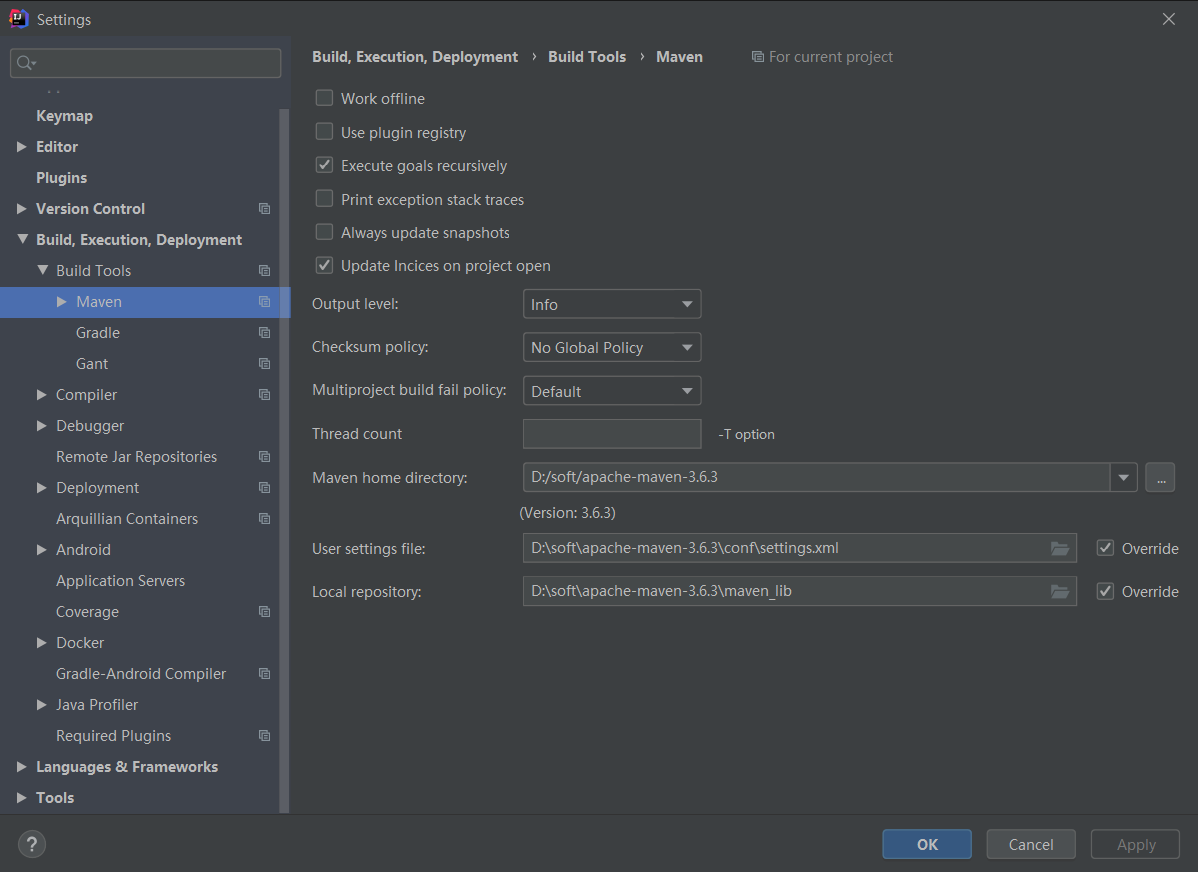 Settings
Build, Execution, Deployment › Build Tools › Maven For current project
Keymap
Editor
Plugins
Version Control
Build, Execution, Deployment
Build Tools
Maven
Gradle
Gant
Compiler
Debugger
Remote Jar Repositories
Deployment
Arquillian Containers
Android
Application Servers
Coverage
Docker
Gradle-Android Compiler
Java Profiler
Required Plugins
Languages & Frameworks
Tools
Work offline
Use plugin registry
Execute goals recursively
Print exception stack traces
Always update snapshots
Update Incices on project open
Output level: Info
Checksum policy: No Global Policy
Multiproject build fail policy: Default
Thread count -T option
Maven home directory: D:/soft/apache-maven-3.6.3 ...
(Version: 3.6.3)
User settings file: D:\soft\apache-maven-3.6.3\conf\settings.xml Override
Local repository: D:\soft\apache-maven-3.6.3\maven_lib Override
? OK Cancel Apply